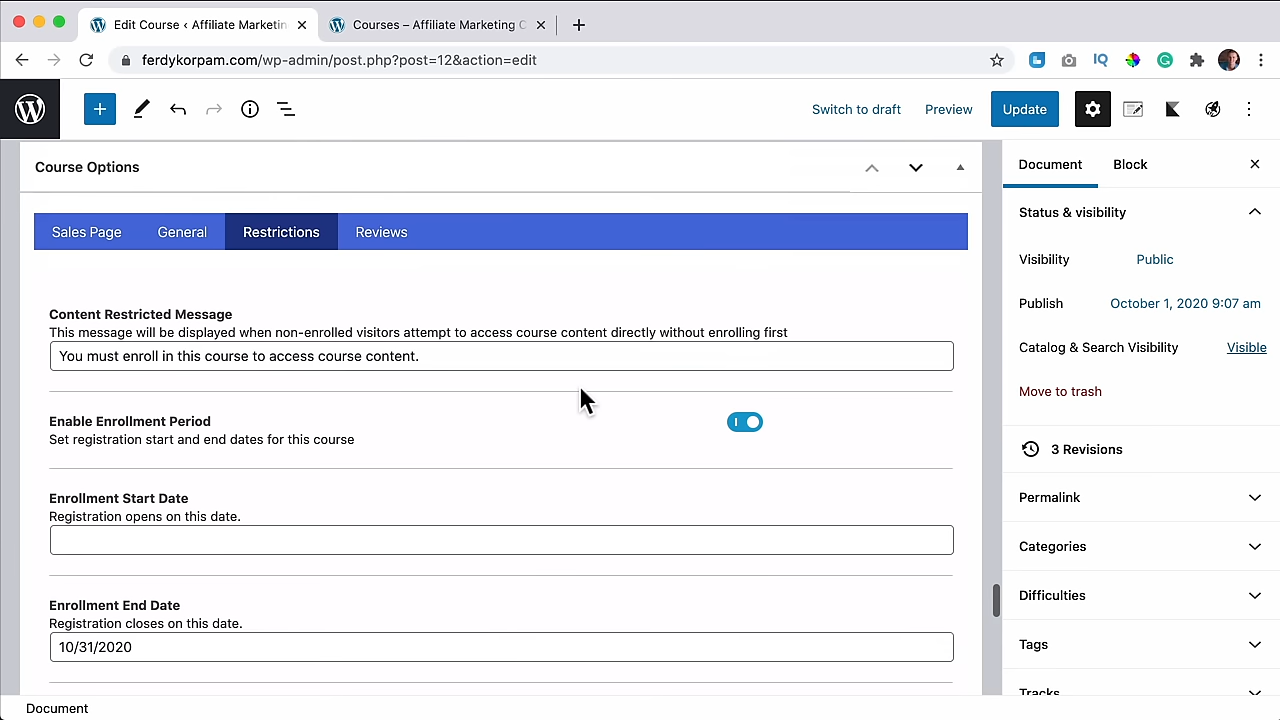 Edit Course ‹ Affiliate Marketin
Courses – Affiliate Marketing C
ferdykorpam.com/wp-admin/post.php?post=12&action=edit
IQ
Switch to draft
Preview
Update
Course Options
Sales Page
General
Restrictions
Reviews
Content Restricted Message
This message will be displayed when non-enrolled visitors attempt to access course content directly without enrolling first
You must enroll in this course to access course content.
Enable Enrollment Period
Set registration start and end dates for this course
Enrollment Start Date
Registration opens on this date.
Enrollment End Date
Registration closes on this date.
10/31/2020
Document
Block
Status & visibility
Visibility
Public
Publish
October 1, 2020 9:07 am
Catalog & Search Visibility
Visible
Move to trash
3 Revisions
Permalink
Categories
Difficulties
Tags
Tracks
Document